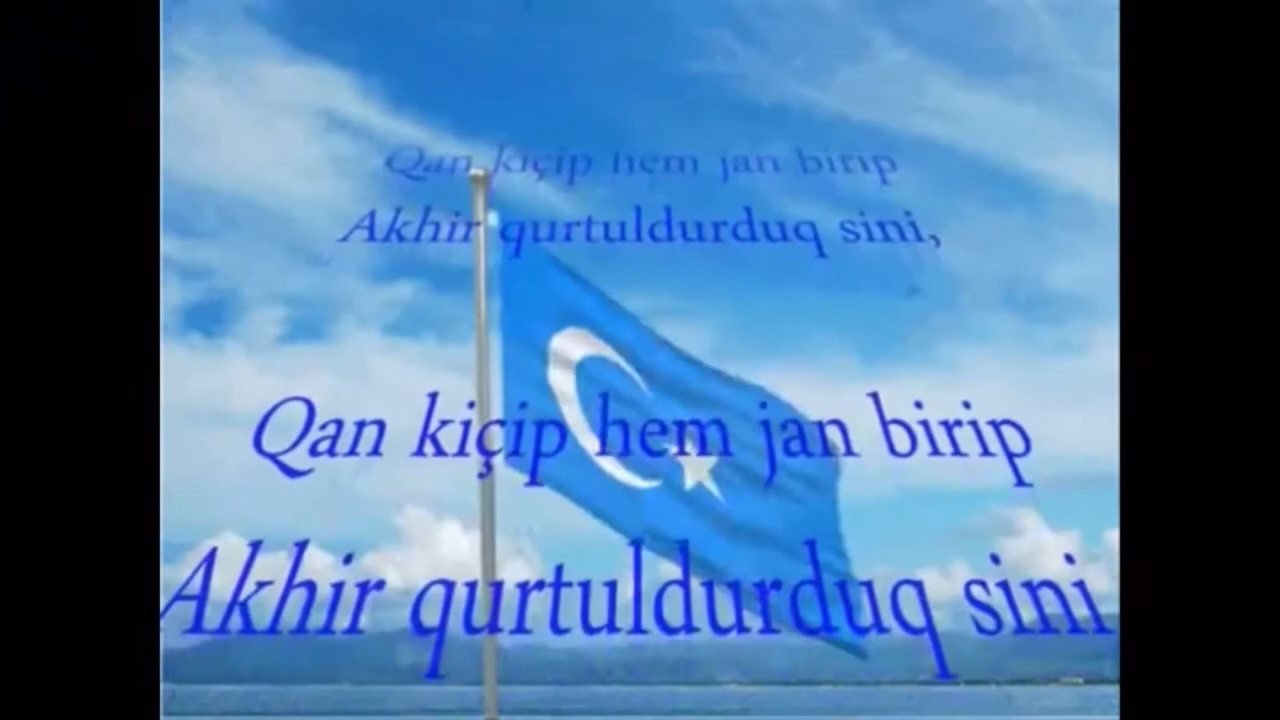 Qan kiçip hem jan birip
Akhir qurtuldurduq sini,
Qan kiçip hem jan birip
Akhir qurtuldurduq sini